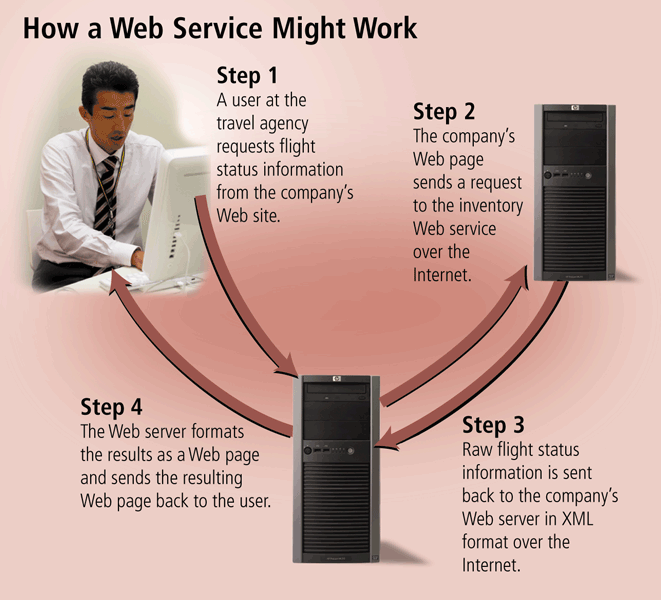 How a Web Service Might Work
Step 1
A user at the
travel agency
requests flight
status information
from the company's
Web site.
Step 2
The company's
Web page
sends a request
to the inventory
Web service
over the
Internet.
Step 3
Raw flight status
information is sent
back to the company's
Web server in XML
format over the
Internet.
Step 4
The Web server formats
the results as a Web page
and sends the resulting
Web page back to the user.